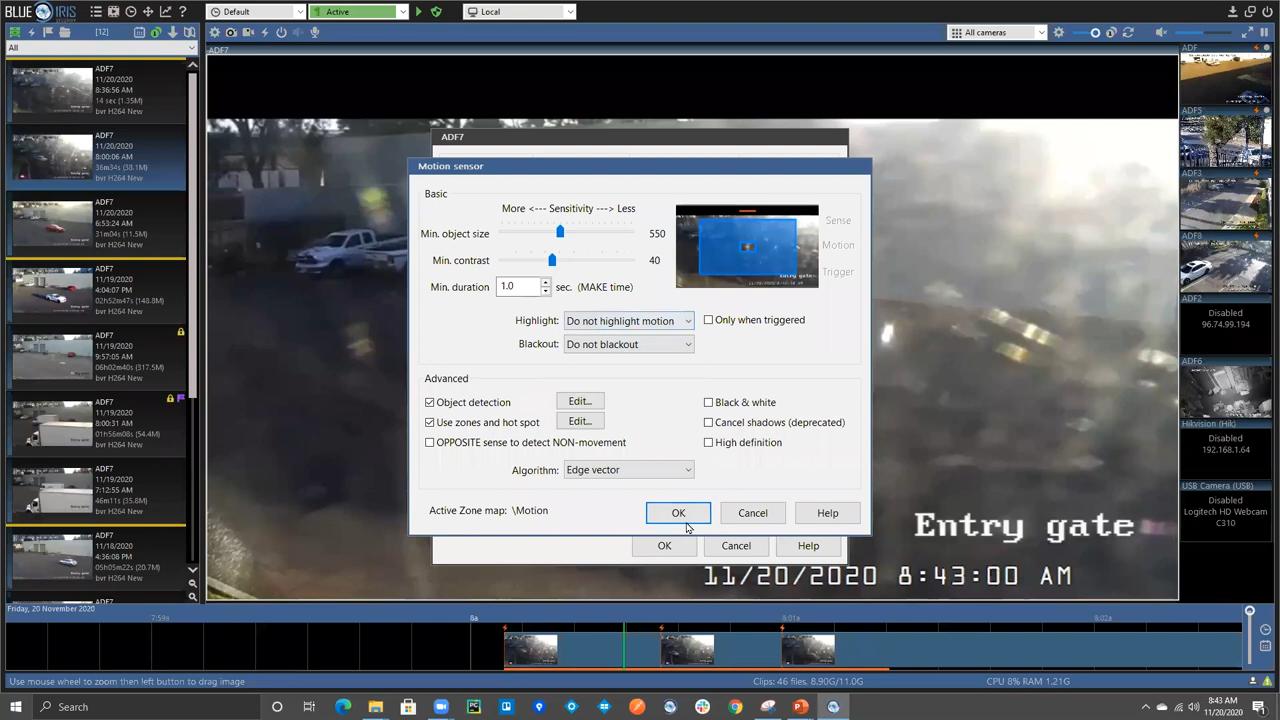 BLUE IRIS
SECURITY
Default
Active
Local
[12]
All cameras
All
ADF7
11/20/2020
8:36:56 AM
14 sec (1.35M)
bvr H264 New
ADF7
11/20/2020
8:00:06 AM
36m34s (38.1M)
bvr H264 New
ADF7
11/20/2020
6:53:24 AM
31m04s (11.5M)
bvr H264 New
ADF7
11/19/2020
4:04:07 PM
02h52m47s (148.8M)
bvr H264 New
ADF7
11/19/2020
9:57:05 AM
06h02m40s (317.5M)
bvr H264 New
ADF7
11/19/2020
8:00:31 AM
01h56m08s (54.4M)
bvr H264 New
ADF7
11/19/2020
7:12:55 AM
46m11s (35.8M)
bvr H264 New
ADF7
11/18/2020
4:36:08 PM
05h05m22s (20.7M)
bvr H264 New
ADF7
ADF7
ADF7
Motion sensor
Basic
More <--- Sensitivity ---> Less
Min. object size
550
Min. contrast
40
Min. duration
1.0
sec. (MAKE time)
Sense
Motion
Trigger
Highlight:
Do not highlight motion
Only when triggered
Blackout:
Do not blackout
Advanced
Object detection
Edit...
Black & white
Use zones and hot spot
Edit...
Cancel shadows (deprecated)
OPPOSITE sense to detect NON-movement
High definition
Algorithm:
Edge vector
Active Zone map: \Motion
OK
Cancel
Help
OK
Cancel
Help
Entry gate
11/20/2020 8:43:00 AM
ADF
ADF5
ADF3
ADF8
ADF2
Disabled
96.74.99.194
ADF6
Hikvision (Hik)
Disabled
192.168.1.64
USB Camera (USB)
Disabled
Logitech HD Webcam
C310
Friday, 20 November 2020
7:59s
8a
8:01a
8:02a
Use mouse wheel to zoom then left button to drag image
Clips: 46 files. 8.90G/11.0G
CPU 8% RAM 1.21G
Search
8:43 AM
11/20/2020